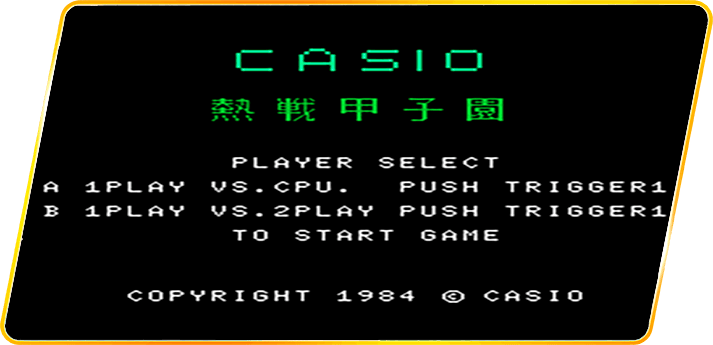 CASIO
熱戦甲子園
PLAYER SELECT
A 1PLAY VS.CPU. PUSH TRIGGER1
B 1PLAY VS.2PLAY PUSH TRIGGER1
TO START GAME
COPYRIGHT 1984 © CASIO